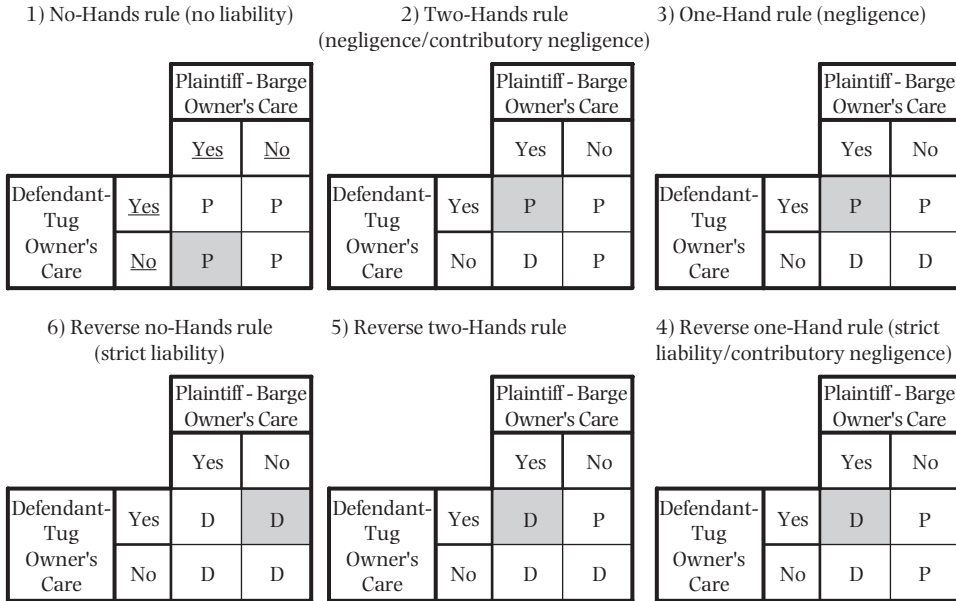 1) No-Hands rule (no liability)
Plaintiff - Barge
Owner's Care
Yes No
Defendant-
Tug
Owner's
Care
Yes P P
No P P
2) Two-Hands rule
(negligence/contributory negligence)
Plaintiff - Barge
Owner's Care
Yes No
Defendant-
Tug
Owner's
Care
Yes P P
No D P
3) One-Hand rule (negligence)
Plaintiff - Barge
Owner's Care
Yes No
Defendant-
Tug
Owner's
Care
Yes P P
No D D
6) Reverse no-Hands rule
(strict liability)
Plaintiff - Barge
Owner's Care
Yes No
Defendant-
Tug
Owner's
Care
Yes D D
No D D
5) Reverse two-Hands rule
Plaintiff - Barge
Owner's Care
Yes No
Defendant-
Tug
Owner's
Care
Yes D P
No D D
4) Reverse one-Hand rule (strict
liability/contributory negligence)
Plaintiff - Barge
Owner's Care
Yes No
Defendant-
Tug
Owner's
Care
Yes D P
No D P